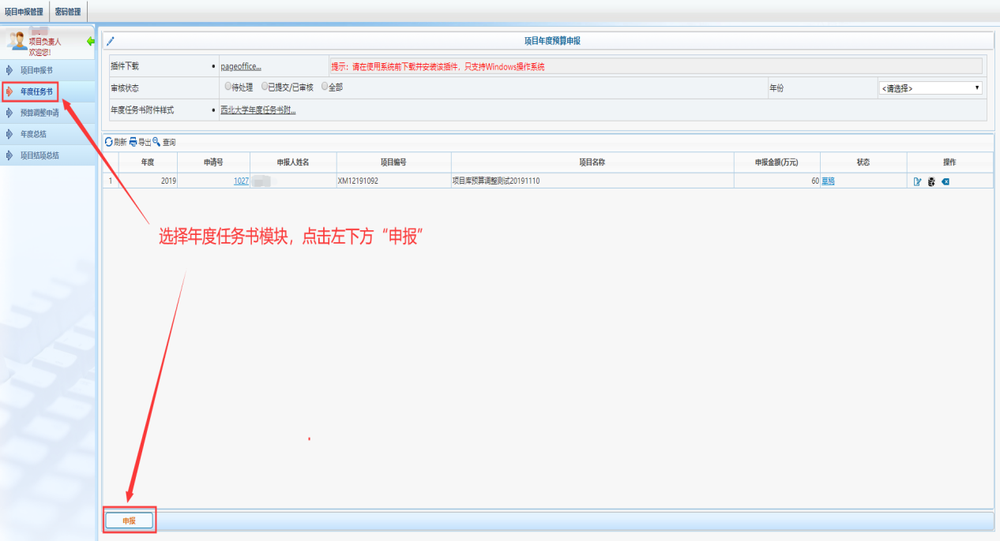 项目申报管理 密码管理
项目负责人
欢迎您!
项目申报书
年度任务书
预算调整申请
年度总结
项目结项总结
项目年度预算申报
插件下载 • pageoffice... 提示：请在使用系统前下载并安装该插件，只支持Windows操作系统
审核状态 待处理 已提交/已审核 全部 年份 <请选择>
年度任务书附件样式 • 西北大学年度任务书附...
刷新 导出 查询
年度 申请号 申报人姓名 项目编号 项目名称 申报金额(万元) 状态 操作
1 2019 1027 XM12191092 项目库预算调整测试20191110 60 草稿
选择年度任务书模块，点击左下方“申报”
申报